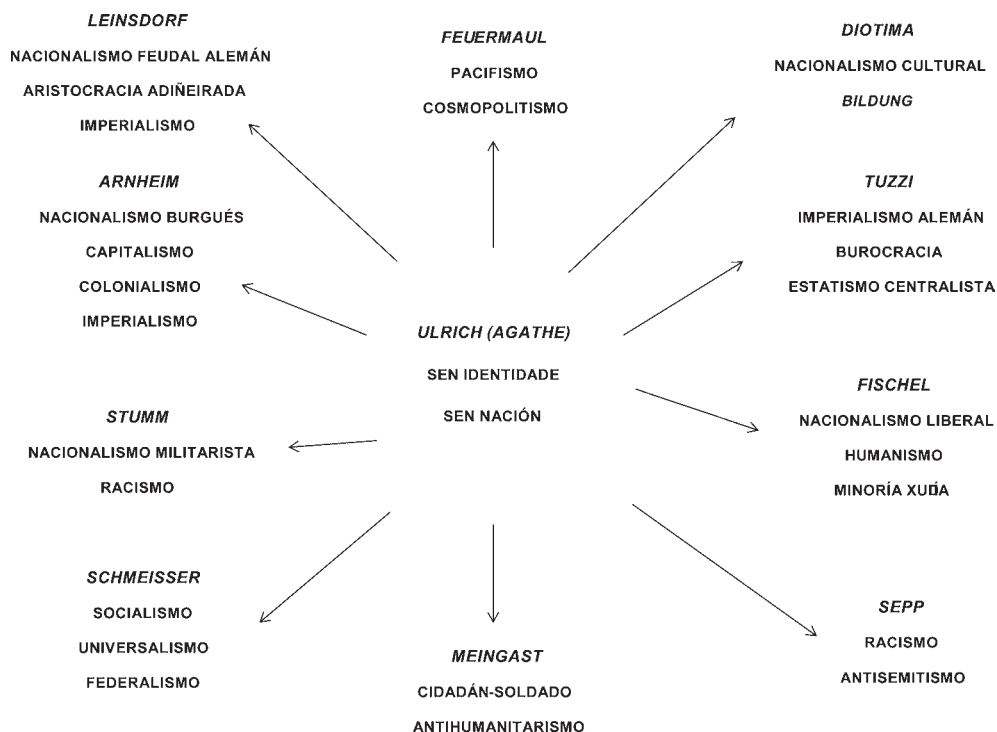 LEINSDORF
NACIONALISMO FEUDAL ALEMÁN
ARISTOCRACIA ADIÑEIRADA
IMPERIALISMO
FEUERMAUL
PACIFISMO
COSMOPOLITISMO
DIOTIMA
NACIONALISMO CULTURAL
BILDUNG
ARNHEIM
NACIONALISMO BURGUÉS
CAPITALISMO
COLONIALISMO
IMPERIALISMO
TUZZI
IMPERIALISMO ALEMÁN
BUROCRACIA
ESTATISMO CENTRALISTA
ULRICH (AGATHE)
SEN IDENTIDADE
SEN NACIÓN
STUMM
NACIONALISMO MILITARISTA
RACISMO
FISCHEL
NACIONALISMO LIBERAL
HUMANISMO
MINORÍA XUDÍA
SCHMEISSER
SOCIALISMO
UNIVERSALISMO
FEDERALISMO
MEINGAST
CIDADÁN-SOLDADO
ANTIHUMANITARISMO
SEPP
RACISMO
ANTISEMITISMO